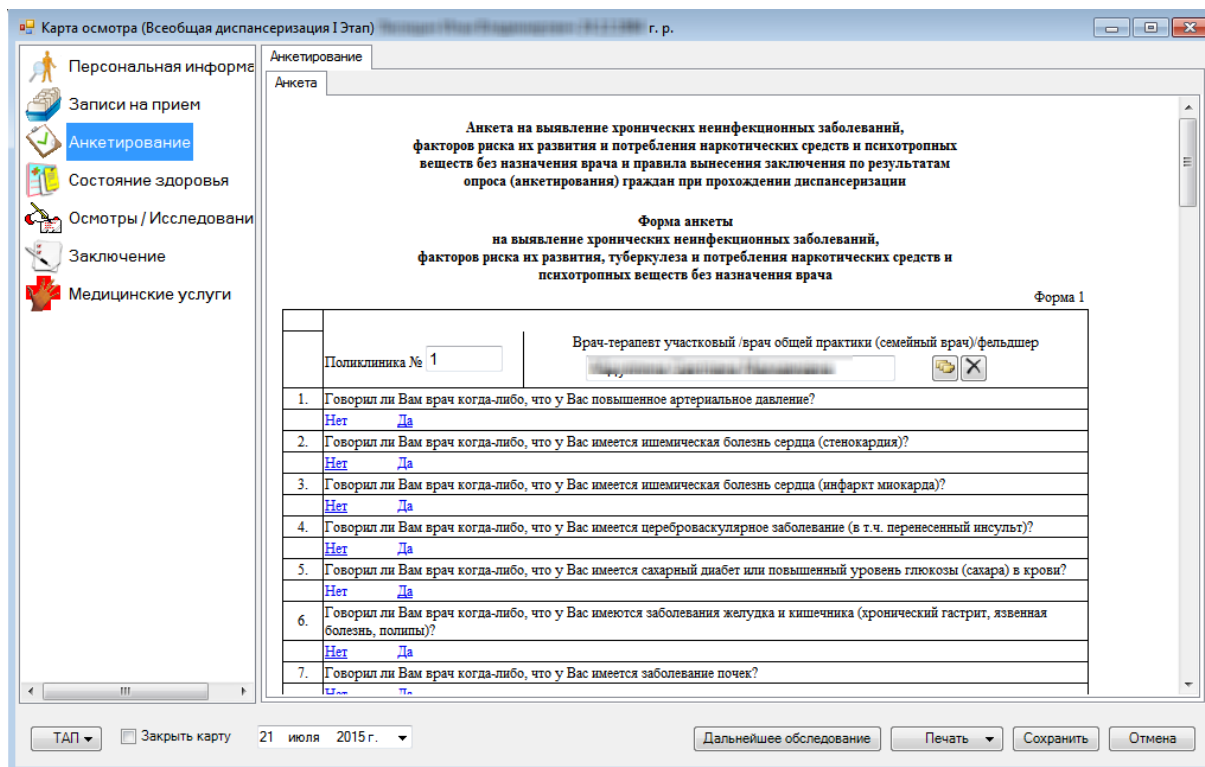 Карта осмотра (Всеобщая диспансеризация I Этап) г. р.
Персональная информа
Записи на прием
Анкетирование
Состояние здоровья
Осмотры / Исследовани
Заключение
Медицинские услуги
Анкетирование
Анкета
Анкета на выявление хронических неинфекционных заболеваний,
факторов риска их развития и потребления наркотических средств и психотропных
веществ без назначения врача и правила вынесения заключения по результатам
опроса (анкетирования) граждан при прохождении диспансеризации
Форма анкеты
на выявление хронических неинфекционных заболеваний,
факторов риска их развития, туберкулеза и потребления наркотических средств и
психотропных веществ без назначения врача
Форма 1
Поликлиника № 1
Врач-терапевт участковый /врач общей практики (семейный врач)/фельдшер
1. Говорил ли Вам врач когда-либо, что у Вас повышенное артериальное давление?
Нет Да
2. Говорил ли Вам врач когда-либо, что у Вас имеется ишемическая болезнь сердца (стенокардия)?
Нет Да
3. Говорил ли Вам врач когда-либо, что у Вас имеется ишемическая болезнь сердца (инфаркт миокарда)?
Нет Да
4. Говорил ли Вам врач когда-либо, что у Вас имеется цереброваскулярное заболевание (в т.ч. перенесенный инсульт)?
Нет Да
5. Говорил ли Вам врач когда-либо, что у Вас имеется сахарный диабет или повышенный уровень глюкозы (сахара) в крови?
Нет Да
6. Говорил ли Вам врач когда-либо, что у Вас имеются заболевания желудка и кишечника (хронический гастрит, язвенная
болезнь, полипы)?
Нет Да
7. Говорил ли Вам врач когда-либо, что у Вас имеется заболевание почек?
Нет Да
ТАП
Закрыть карту
21 июля 2015 г.
Дальнейшее обследование
Печать
Сохранить
Отмена